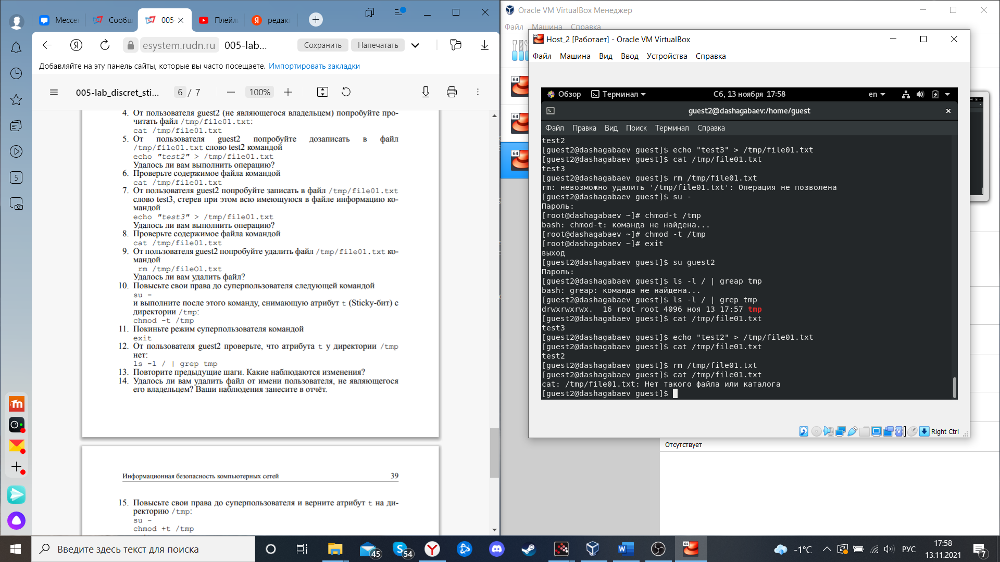 Мессе
Сообщ
005
Плейл
редакт
esystem.rudn.ru
005-lab...
Сохранить
Напечатать
Добавляйте на эту панель сайты, которые вы часто посещаете. Импортировать закладки
005-lab_discret_sti...
6 / 7
100%
4. От пользователя guest2 (не являющегося владельцем) попробуйте про-
читать файл /tmp/file01.txt:
cat /tmp/file01.txt
5. От пользователя guest2 попробуйте дозаписать в файл
/tmp/file01.txt слово test2 командой
echo "test2" > /tmp/file01.txt
Удалось ли вам выполнить операцию?
6. Проверьте содержимое файла командой
cat /tmp/file01.txt
7. От пользователя guest2 попробуйте записать в файл /tmp/file01.txt
слово test3, стерев при этом всю имеющуюся в файле информацию ко-
мандой
echo "test3" > /tmp/file01.txt
Удалось ли вам выполнить операцию?
8. Проверьте содержимое файла командой
cat /tmp/file01.txt
9. От пользователя guest2 попробуйте удалить файл /tmp/file01.txt ко-
мандой
rm /tmp/fileOl.txt
Удалось ли вам удалить файл?
10. Повысьте свои права до суперпользователя следующей командой
su -
и выполните после этого команду, снимающую атрибут t (Sticky-бит) с
директории /tmp:
chmod -t /tmp
11. Покиньте режим суперпользователя командой
exit
12. От пользователя guest2 проверьте, что атрибута t у директории /tmp
нет:
ls -l / | grep tmp
13. Повторите предыдущие шаги. Какие наблюдаются изменения?
14. Удалось ли вам удалить файл от имени пользователя, не являющегося
его владельцем? Ваши наблюдения занесите в отчёт.
Информационная безопасность компьютерных сетей 39
15. Повысьте свои права до суперпользователя и верните атрибут t на ди-
ректорию /tmp:
su -
chmod +t /tmp
5
Oracle VM VirtualBox Менеджер
Файл Машина Справка
64
64
64
Отсутствует
Host_2 [Работает] - Oracle VM VirtualBox
Файл Машина Вид Ввод Устройства Справка
Обзор Терминал Сб, 13 ноября 17:58 en
guest2@dashagabaev:/home/guest
Файл Правка Вид Поиск Терминал Справка
test2
[guest2@dashagabaev guest]$ echo "test3" > /tmp/file01.txt
[guest2@dashagabaev guest]$ cat /tmp/file01.txt
test3
[guest2@dashagabaev guest]$ rm /tmp/file01.txt
rm: невозможно удалить '/tmp/file01.txt': Операция не позволена
[guest2@dashagabaev guest]$ su -
Пароль:
[root@dashagabaev ~]# chmod-t /tmp
bash: chmod-t: команда не найдена...
[root@dashagabaev ~]# chmod -t /tmp
[root@dashagabaev ~]# exit
выход
[guest2@dashagabaev guest]$ su guest2
Пароль:
[guest2@dashagabaev guest]$ ls -l / | greap tmp
bash: greap: команда не найдена...
[guest2@dashagabaev guest]$ ls -l / | grep tmp
drwxrwxrwx. 16 root root 4096 ноя 13 17:57 tmp
[guest2@dashagabaev guest]$ cat /tmp/file01.txt
test3
[guest2@dashagabaev guest]$ echo "test2" > /tmp/file01.txt
[guest2@dashagabaev guest]$ cat /tmp/file01.txt
test2
[guest2@dashagabaev guest]$ rm /tmp/file01.txt
[guest2@dashagabaev guest]$ cat /tmp/file01.txt
cat: /tmp/file01.txt: Нет такого файла или каталога
[guest2@dashagabaev guest]$
Right Ctrl
Введите здесь текст для поиска
45
54
-1°C
РУС
17:58
13.11.2021
7